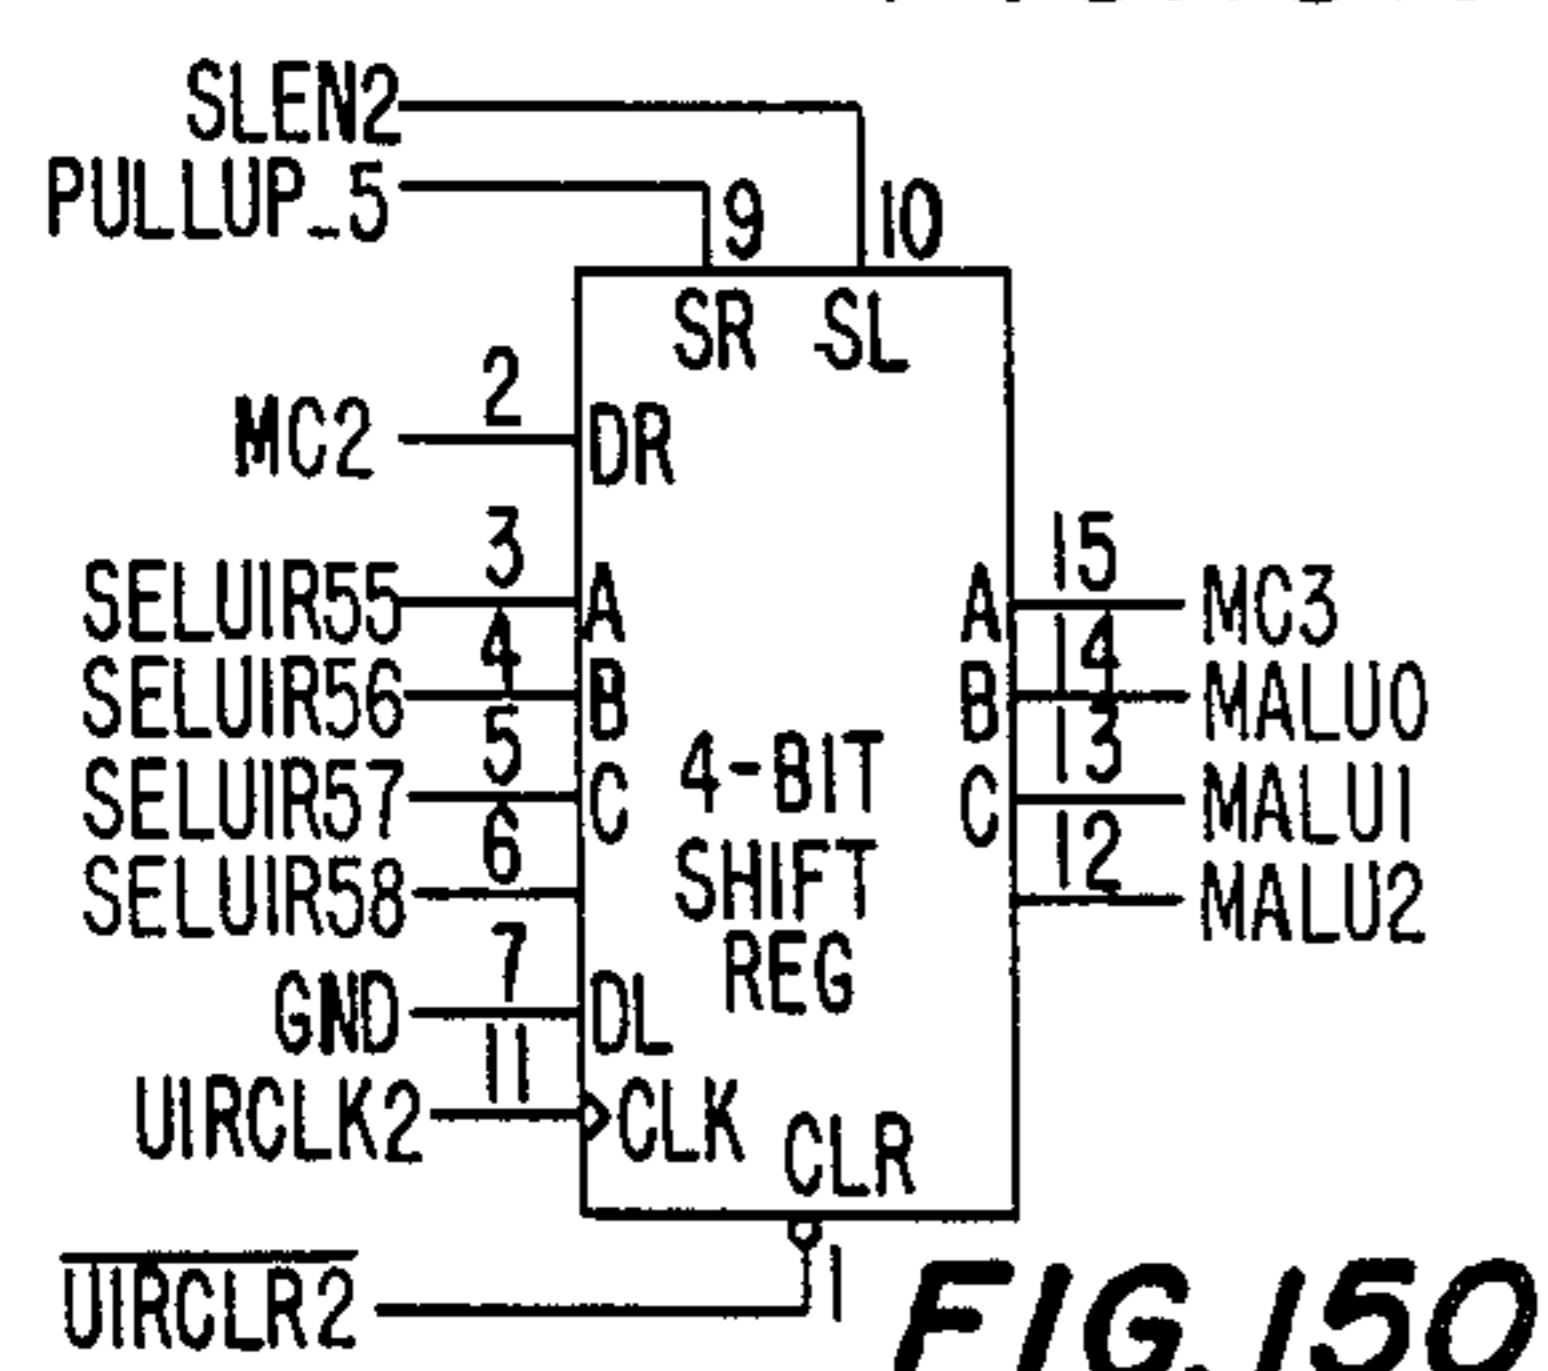 SLEN2
PULLUP_5
9 10
SR SL
MC2 2 DR
SELUIR55 3 A A 15 MC3
SELUIR56 4 B B 14 MALU0
SELUIR57 5 C C 13 MALU1
SELUIR58 6 12 MALU2
4-BIT
SHIFT
REG
GND 7 DL
UIRCLK2 11 CLK
CLR
UIRCLR2 1
FIG. 150